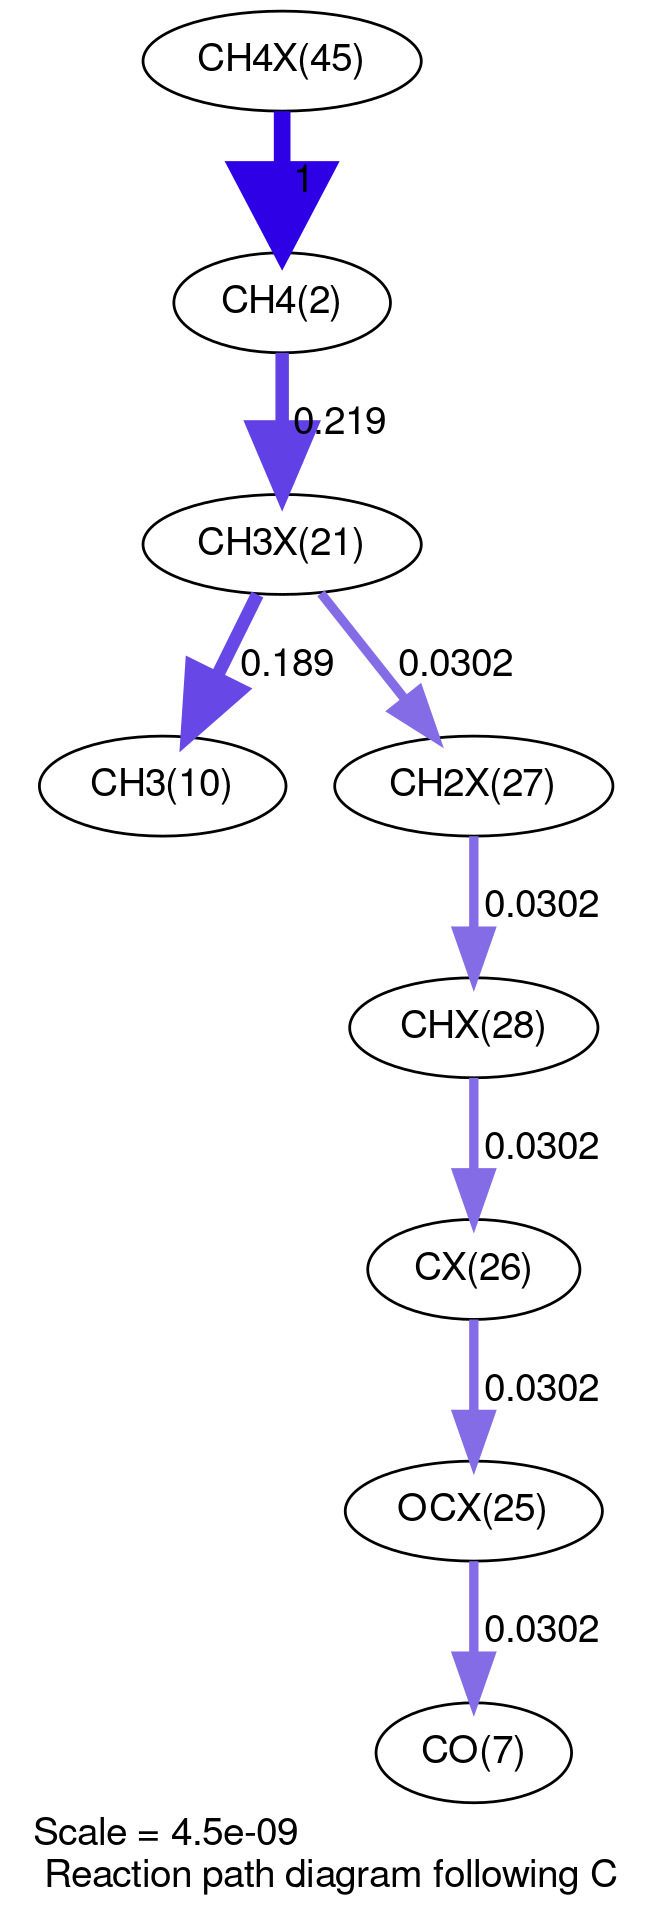 CH4X(45)
1
CH4(2)
0.219
CH3X(21)
0.189
0.0302
CH3(10)
CH2X(27)
0.0302
CHX(28)
0.0302
CX(26)
0.0302
OCX(25)
0.0302
CO(7)
Scale = 4.5e-09
Reaction path diagram following C